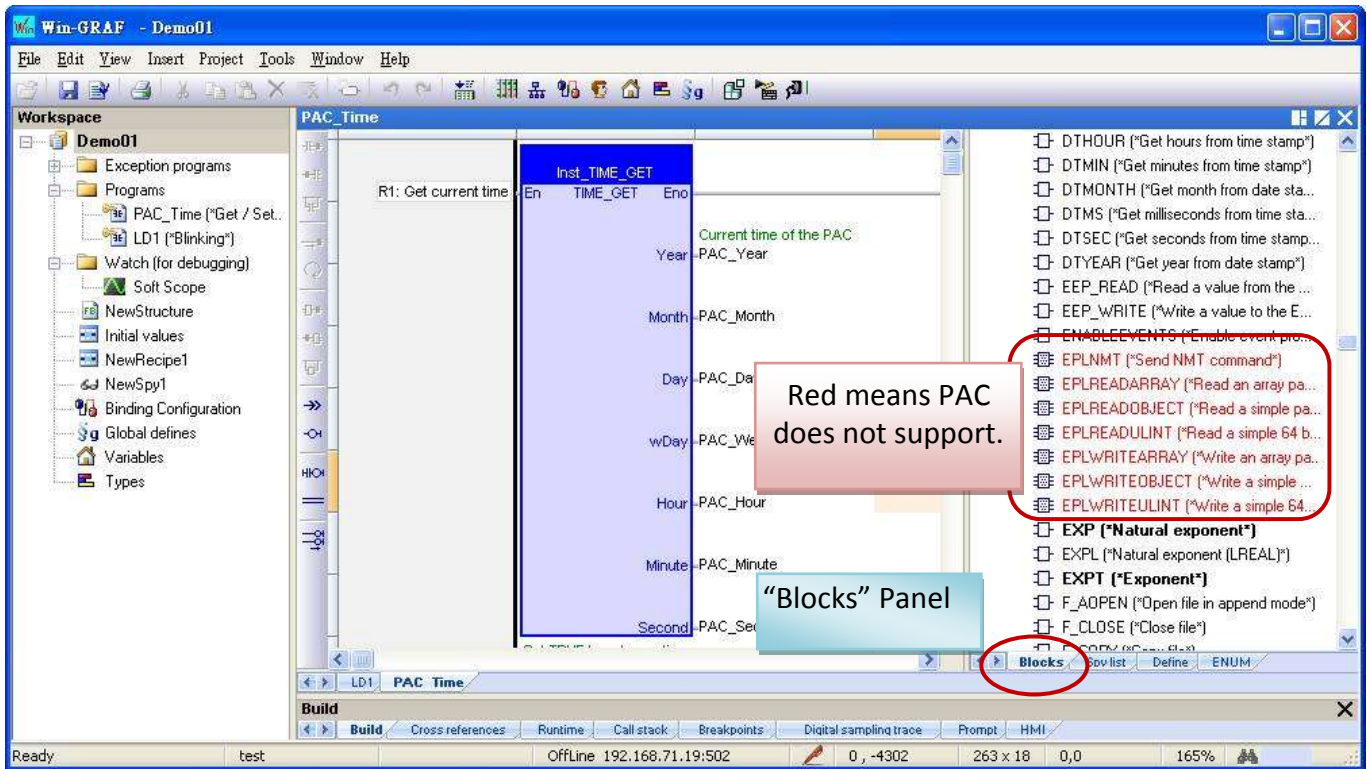 Win-GRAF - Demo01
File Edit View Insert Project Tools Window Help
Workspace
Demo01
Exception programs
Programs
PAC_Time (*Get / Set..
LD1 (*Blinking*)
Watch (for debugging)
Soft Scope
NewStructure
Initial values
NewRecipe1
NewSpy1
Binding Configuration
Global defines
Variables
Types
PAC_Time
R1: Get current time
Inst_TIME_GET
En TIME_GET Eno
Current time of the PAC
Year PAC_Year
Month PAC_Month
Day PAC_Da
wDay PAC_We
Hour PAC_Hour
Minute PAC_Minute
Second PAC_Sec
Red means PAC
does not support.
“Blocks” Panel
DTHOUR (*Get hours from time stamp*)
DTMIN (*Get minutes from time stamp*)
DTMONTH (*Get month from date sta...
DTMS (*Get milliseconds from time sta...
DTSEC (*Get seconds from time stamp...
DTYEAR (*Get year from date stamp*)
EEP_READ (*Read a value from the ...
EEP_WRITE (*Write a value to the E...
ENABLEEVENTS (*Enable event pro...
EPLNMT (*Send NMT command*)
EPLREADARRAY (*Read an array pa...
EPLREADOBJECT (*Read a simple pa...
EPLREADULINT (*Read a simple 64 b...
EPLWRITEARRAY (*Write an array pa..
EPLWRITEOBJECT (*Write a simple ...
EPLWRITEULINT (*Write a simple 64...
EXP (*Natural exponent*)
EXPL (*Natural exponent (LREAL)*)
EXPT (*Exponent*)
F_AOPEN (*Open file in append mode*)
F_CLOSE (*Close file*)
F_COPY (*Copy file*)
Blocks Spy list Define ENUM
LD1 PAC_Time
Build
Build Cross references Runtime Call stack Breakpoints Digital sampling trace Prompt HMI
Ready test OffLine 192.168.71.19:502 0 , -4302 263 x 18 0,0 165%